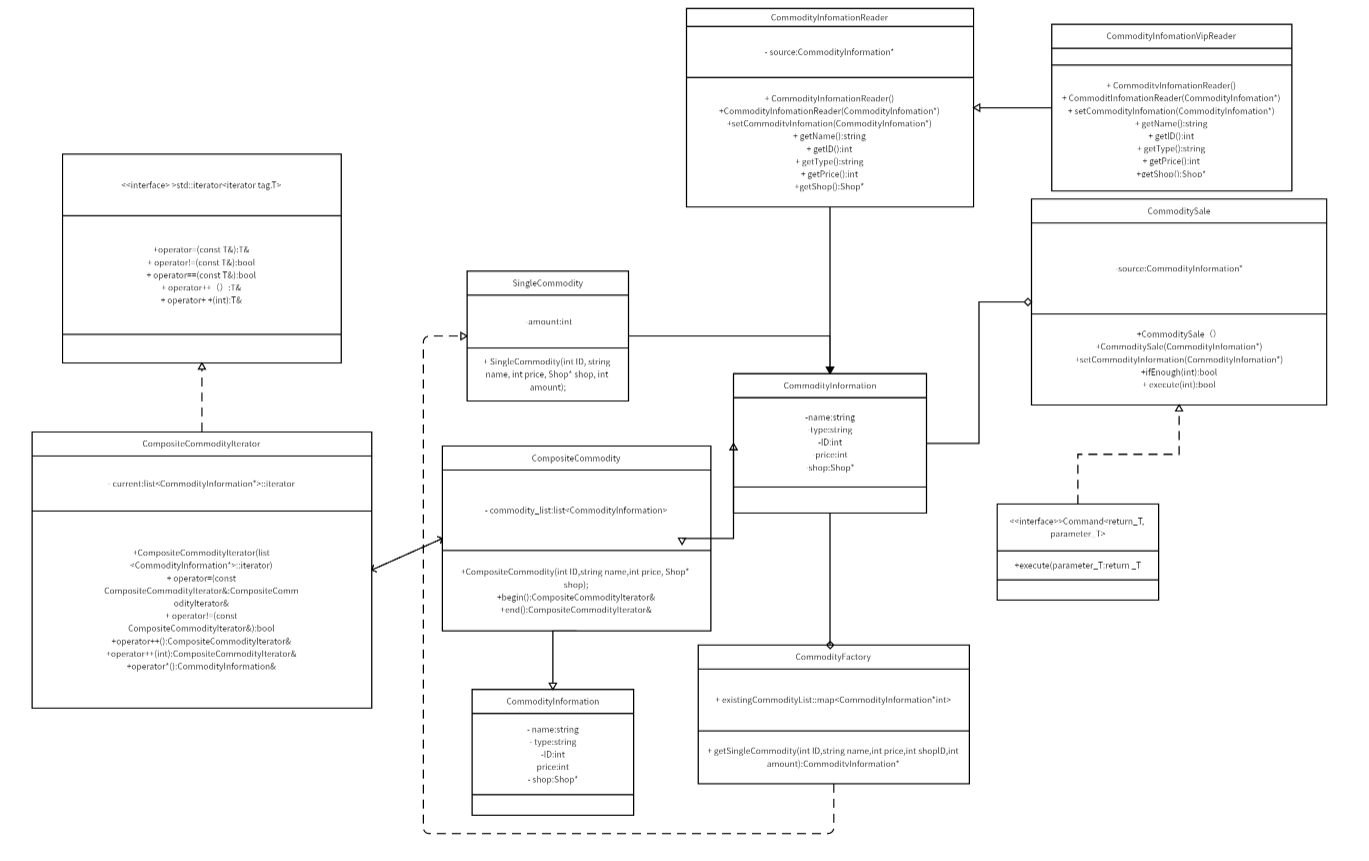 CommodityInfomationReader
- source:CommodityInformation*
+ CommodityInfomationReader()
+CommodityInfomationReader(CommodityInfomation*)
+setCommoditvInfomation(CommodityInfomation*)
+ getName():string
+ getID():int
+ getType():string
+ getPrice():int
+getShop():Shop*
CommodityInfomationVipReader
+ CommoditvInfomationReader()
+ CommoditInfomationReader(CommodityInfomation*)
+ setCommodityInfomation(CommodityInfomation*)
+ getName():string
+ getID():int
+ getType():string
+ getPrice():int
+getShop():Shop*
<<interface> >std::iterator<iterator tag,T>
+operator=(const T&):T&
+ operator!=(const T&):bool
+ operator==(const T&):bool
+ operator++（）:T&
+ operator+ +(int):T&
CommoditySale
-source:CommodityInformation*
+CommoditySale（）
+CommoditySale(CommodityInfomation*)
+setCommodityInformation(CommodityInfomation*)
+ifEnough(int):bool
+ execute(int):bool
SingleCommodity
-amount:int
+ SingleCommodity(int ID, string
name, int price, Shop* shop, int
amount);
CommodityInformation
-name:string
-type:string
-ID:int
-price:int
-shop:Shop*
CompositeCommodityIterator
- current:list<CommodityInformation*>::iterator
+CompositeCommodityIterator(list
<CommodityInformation*>::iterator)
+ operator=(const
CompositeCommodityIterator&:CompositeComm
odityIterator&
+ operator!=(const
CompositeCommodityIterator&):bool
+operator++():CompositeCommodityIterator&
+operator++(int):CompositeCommodityIterator&
+operator*():CommodityInformation&
CompositeCommodity
- commodity_list:list<CommodityInformation>
+CompositeCommodity(int ID,string name,int price, Shop*
shop);
+begin():CompositeCommodityIterator&
+end():CompositeCommodityIterator&
<<interface>>Command<return_T,
parameter_T>
+execute(parameter_T:return _T
CommodityInformation
- name:string
- type:string
-ID:int
price:int
- shop:Shop*
CommodityFactory
+ existingCommodityList::map<CommodityInformation*int>
+ getSingleCommodity(int ID,string name,int price,int shopID,int
amount):CommoditvInformation*